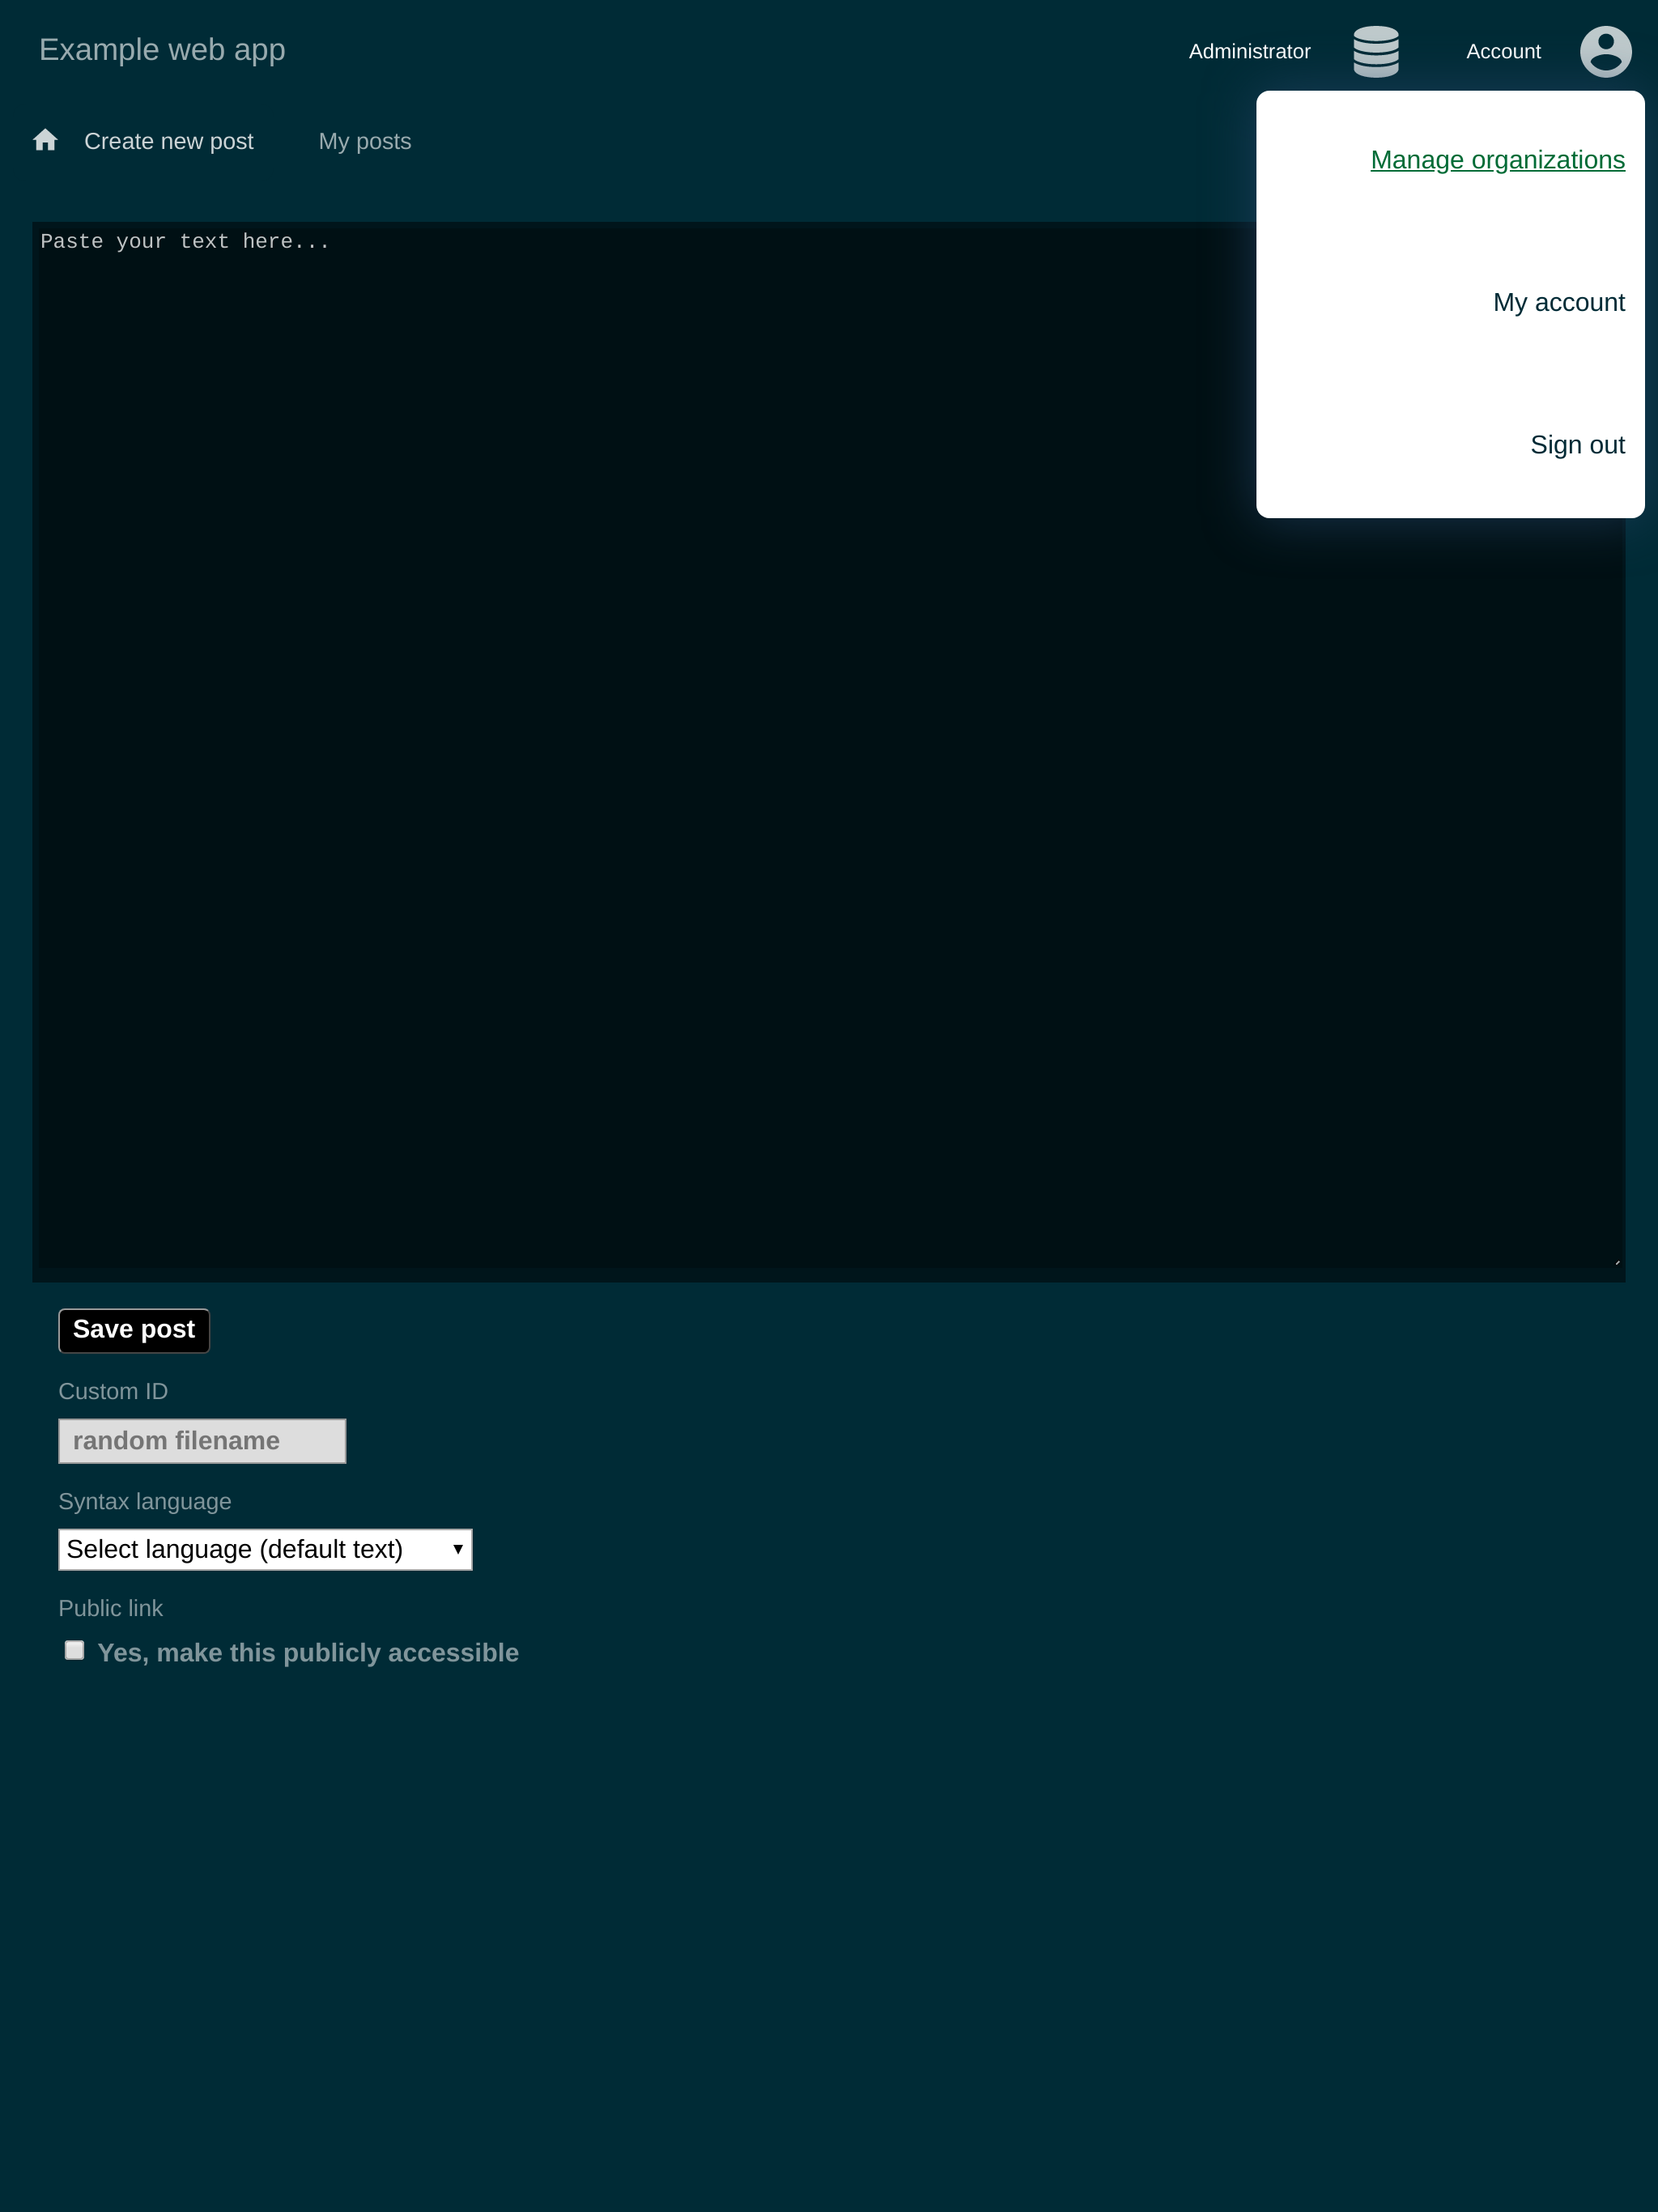 Example web app
Administrator
Account
Create new post
My posts
Manage organizations
My account
Sign out
Paste your text here...
Save post
Custom ID
random filename
Syntax language
Select language (default text)
Public link
Yes, make this publicly accessible